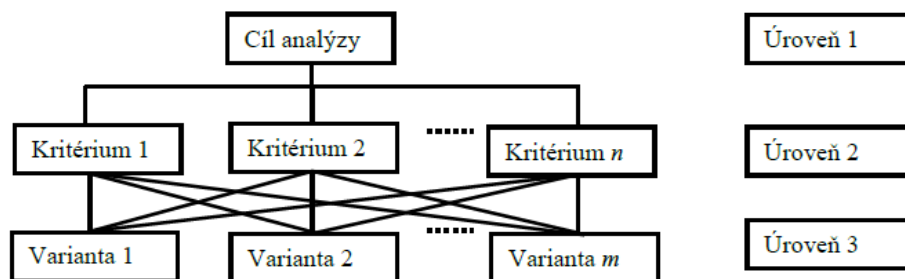 Cíl analýzy
Úroveň 1
Kritérium 1
Kritérium 2
Kritérium n
Úroveň 2
Varianta 1
Varianta 2
Varianta m
Úroveň 3